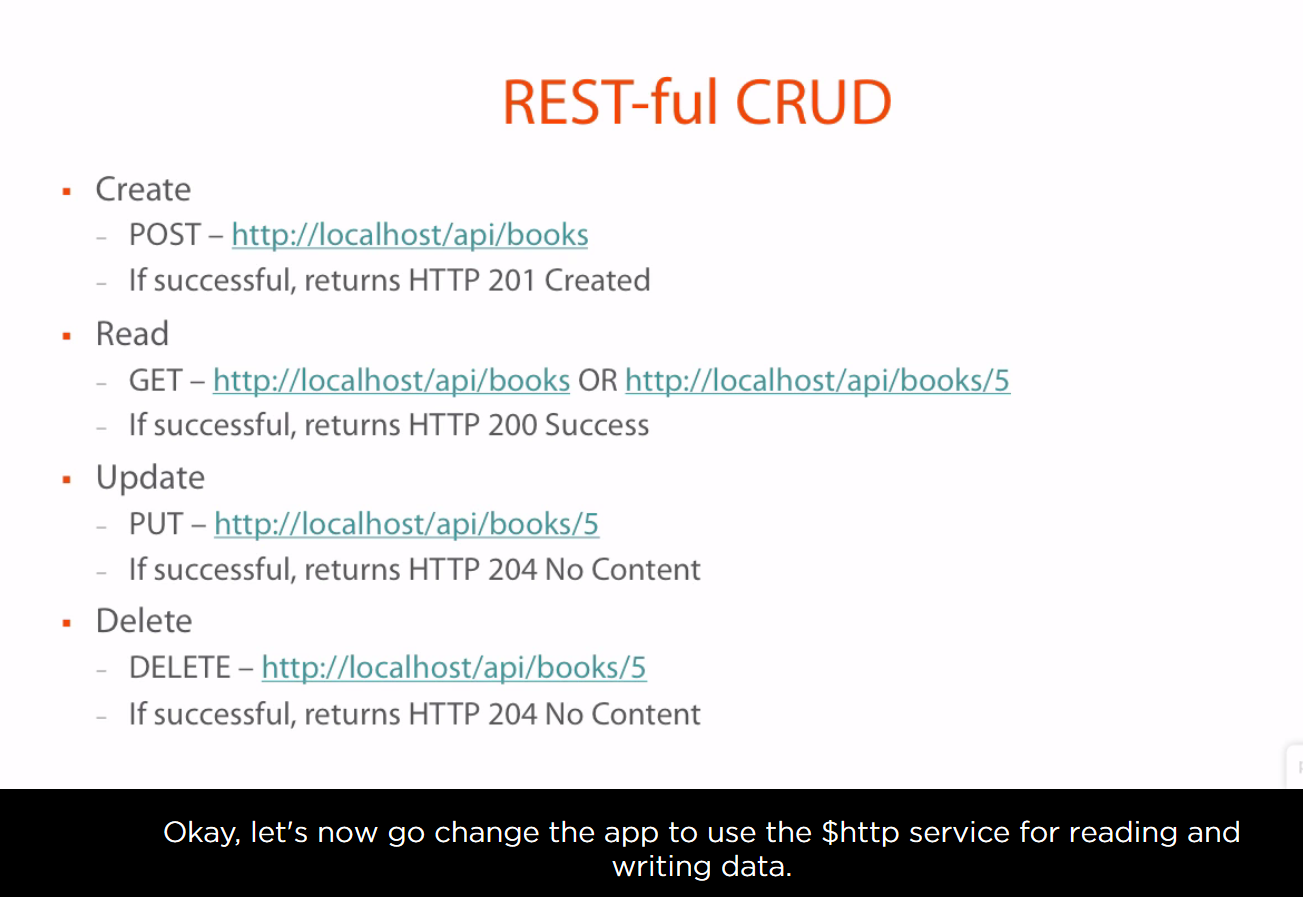 REST-ful CRUD
▪ Create
– POST – http://localhost/api/books
– If successful, returns HTTP 201 Created
▪ Read
– GET – http://localhost/api/books OR http://localhost/api/books/5
– If successful, returns HTTP 200 Success
▪ Update
– PUT – http://localhost/api/books/5
– If successful, returns HTTP 204 No Content
▪ Delete
– DELETE – http://localhost/api/books/5
– If successful, returns HTTP 204 No Content
Okay, let's now go change the app to use the $http service for reading and
writing data.